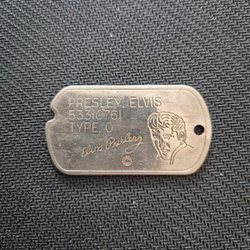 PRESLEY, ELVIS
53310761
TYPE O
Elvis Presley
©